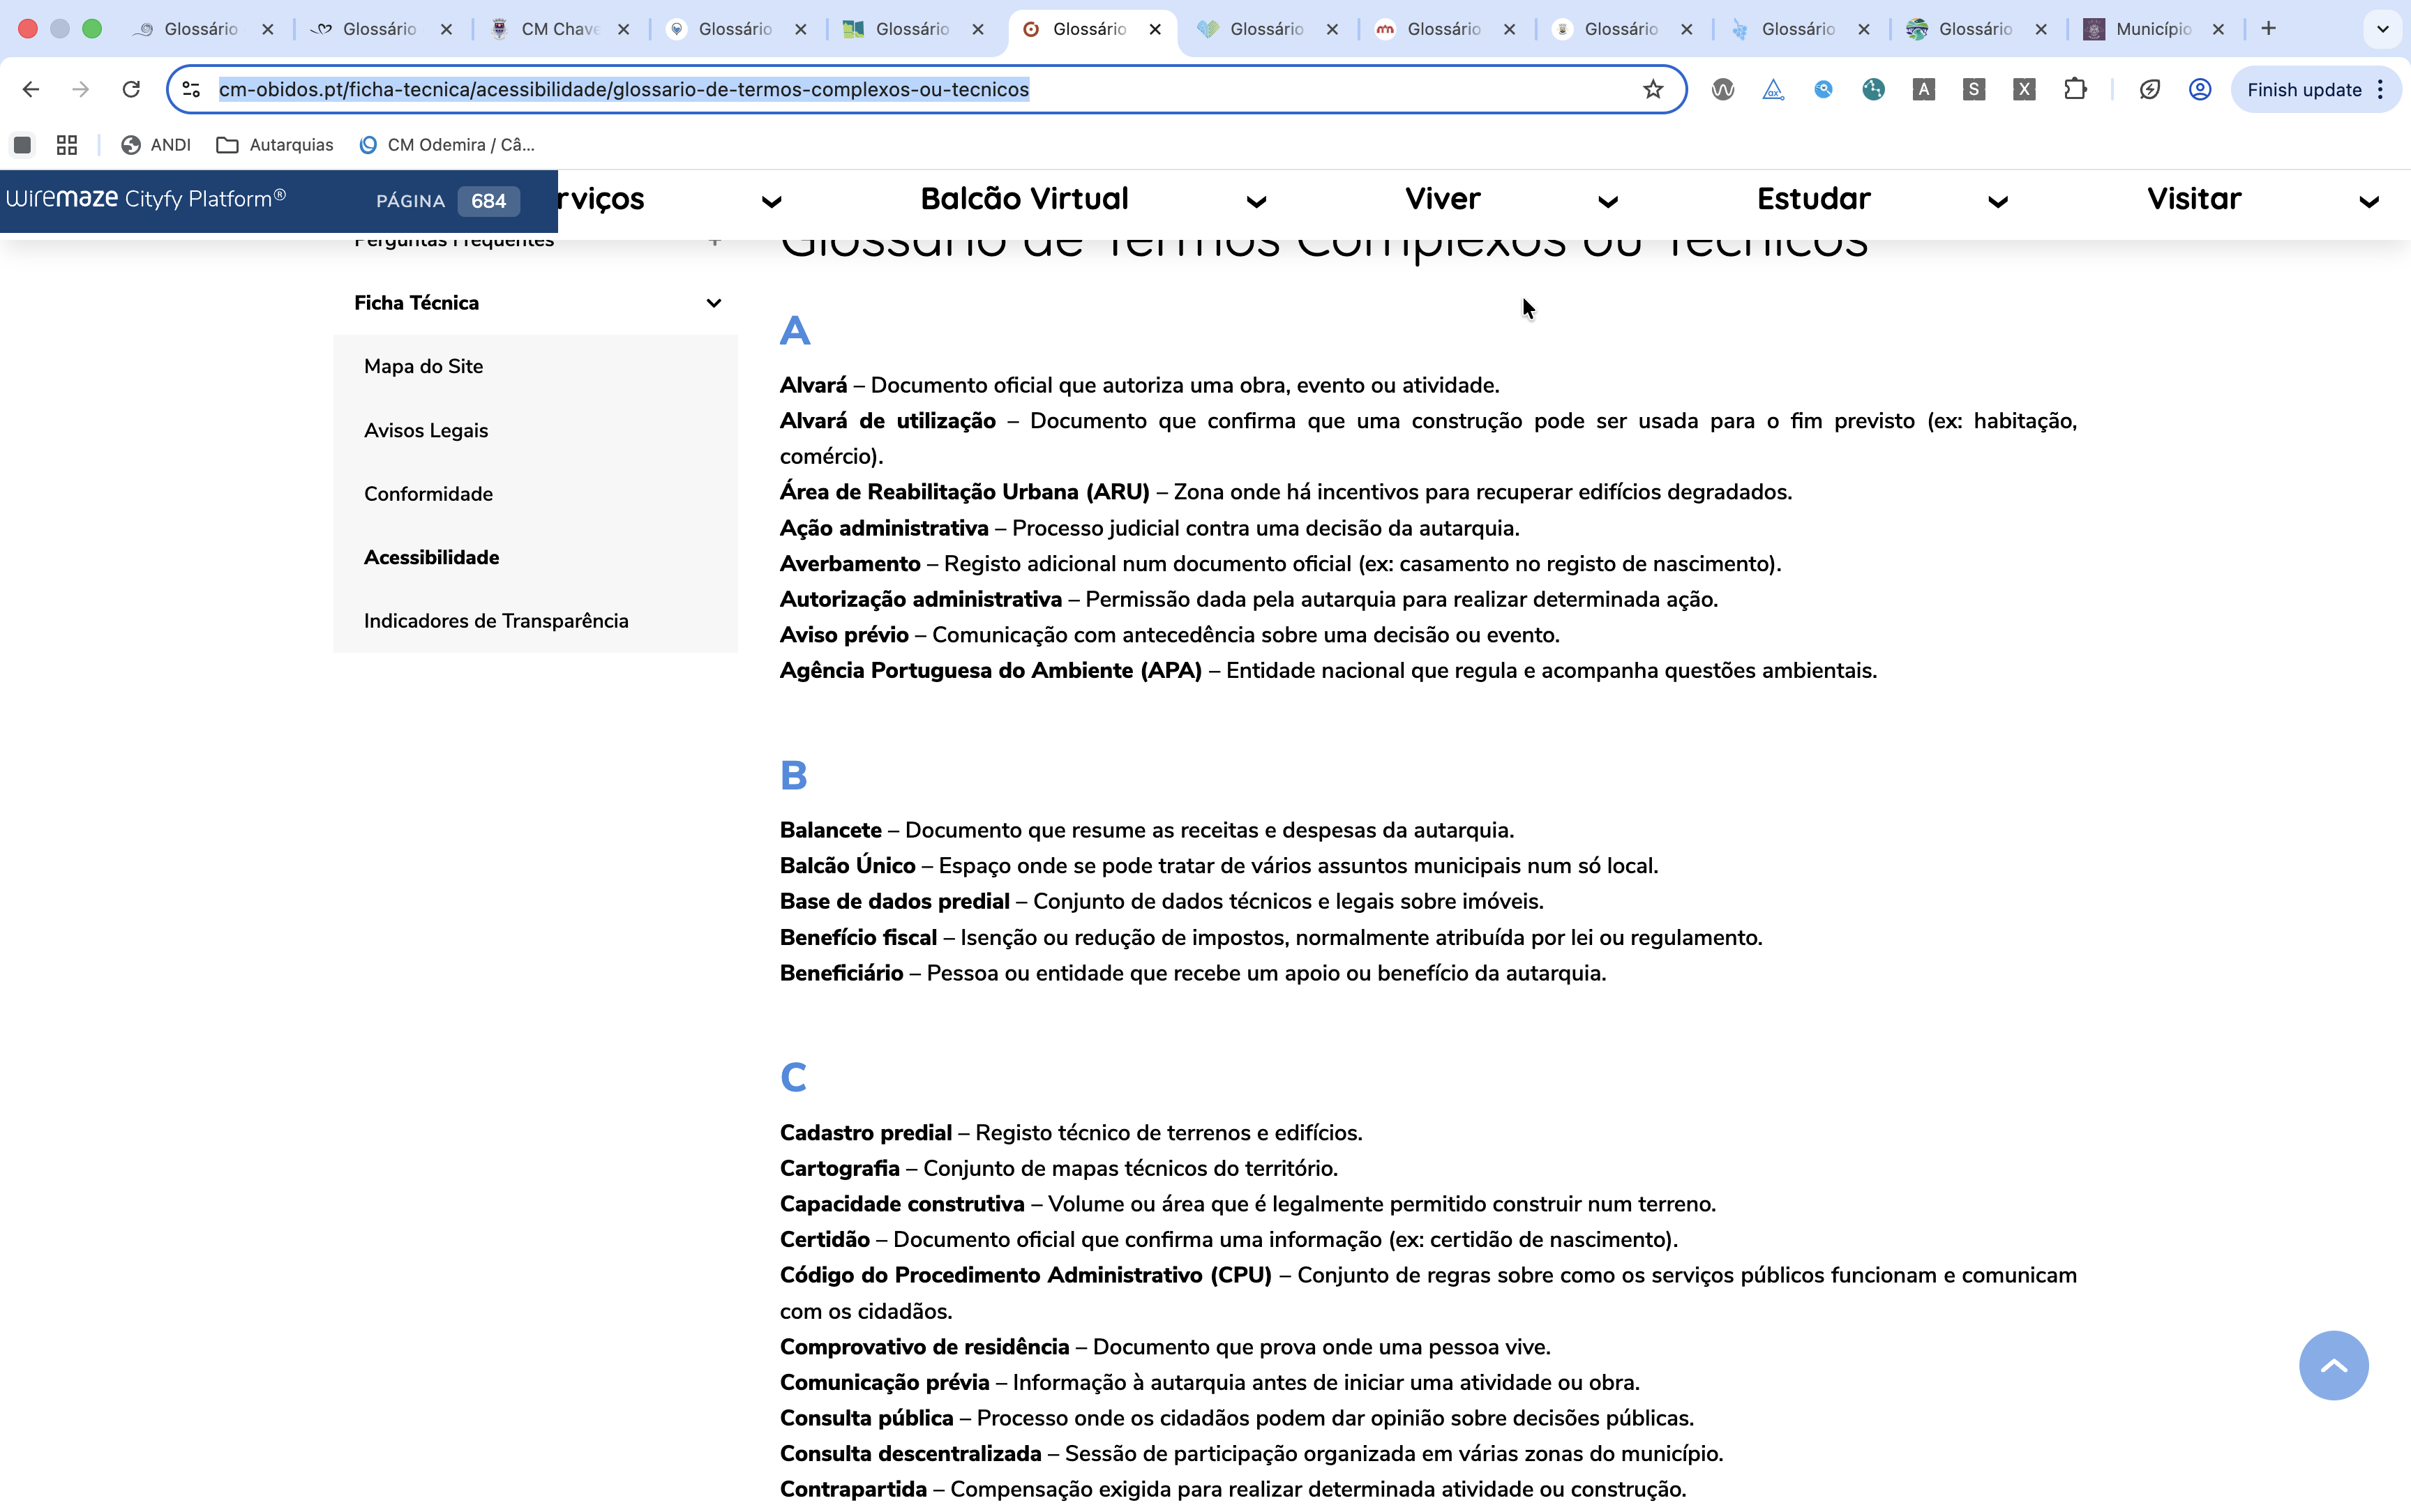 Glossário
Glossário
CM Chave
Glossário
Glossário
Glossário
Glossário
Glossário
Glossário
Glossário
Glossário
Município
cm-obidos.pt/ficha-tecnica/acessibilidade/glossario-de-termos-complexos-ou-tecnicos
A
S
X
Finish update
ANDI
Autarquias
CM Odemira / Câ...
wiremaze Cityfy Platform®
PÁGINA 684
rviços
Balcão Virtual
Viver
Estudar
Visitar
Perguntas Frequentes
Ficha Técnica
Mapa do Site
Avisos Legais
Conformidade
Acessibilidade
Indicadores de Transparência
Glossário de Termos Complexos ou Técnicos
A
Alvará – Documento oficial que autoriza uma obra, evento ou atividade.
Alvará de utilização – Documento que confirma que uma construção pode ser usada para o fim previsto (ex: habitação,
comércio).
Área de Reabilitação Urbana (ARU) – Zona onde há incentivos para recuperar edifícios degradados.
Ação administrativa – Processo judicial contra uma decisão da autarquia.
Averbamento – Registo adicional num documento oficial (ex: casamento no registo de nascimento).
Autorização administrativa – Permissão dada pela autarquia para realizar determinada ação.
Aviso prévio – Comunicação com antecedência sobre uma decisão ou evento.
Agência Portuguesa do Ambiente (APA) – Entidade nacional que regula e acompanha questões ambientais.
B
Balancete – Documento que resume as receitas e despesas da autarquia.
Balcão Único – Espaço onde se pode tratar de vários assuntos municipais num só local.
Base de dados predial – Conjunto de dados técnicos e legais sobre imóveis.
Benefício fiscal – Isenção ou redução de impostos, normalmente atribuída por lei ou regulamento.
Beneficiário – Pessoa ou entidade que recebe um apoio ou benefício da autarquia.
C
Cadastro predial – Registo técnico de terrenos e edifícios.
Cartografia – Conjunto de mapas técnicos do território.
Capacidade construtiva – Volume ou área que é legalmente permitido construir num terreno.
Certidão – Documento oficial que confirma uma informação (ex: certidão de nascimento).
Código do Procedimento Administrativo (CPU) – Conjunto de regras sobre como os serviços públicos funcionam e comunicam
com os cidadãos.
Comprovativo de residência – Documento que prova onde uma pessoa vive.
Comunicação prévia – Informação à autarquia antes de iniciar uma atividade ou obra.
Consulta pública – Processo onde os cidadãos podem dar opinião sobre decisões públicas.
Consulta descentralizada – Sessão de participação organizada em várias zonas do município.
Contrapartida – Compensação exigida para realizar determinada atividade ou construção.